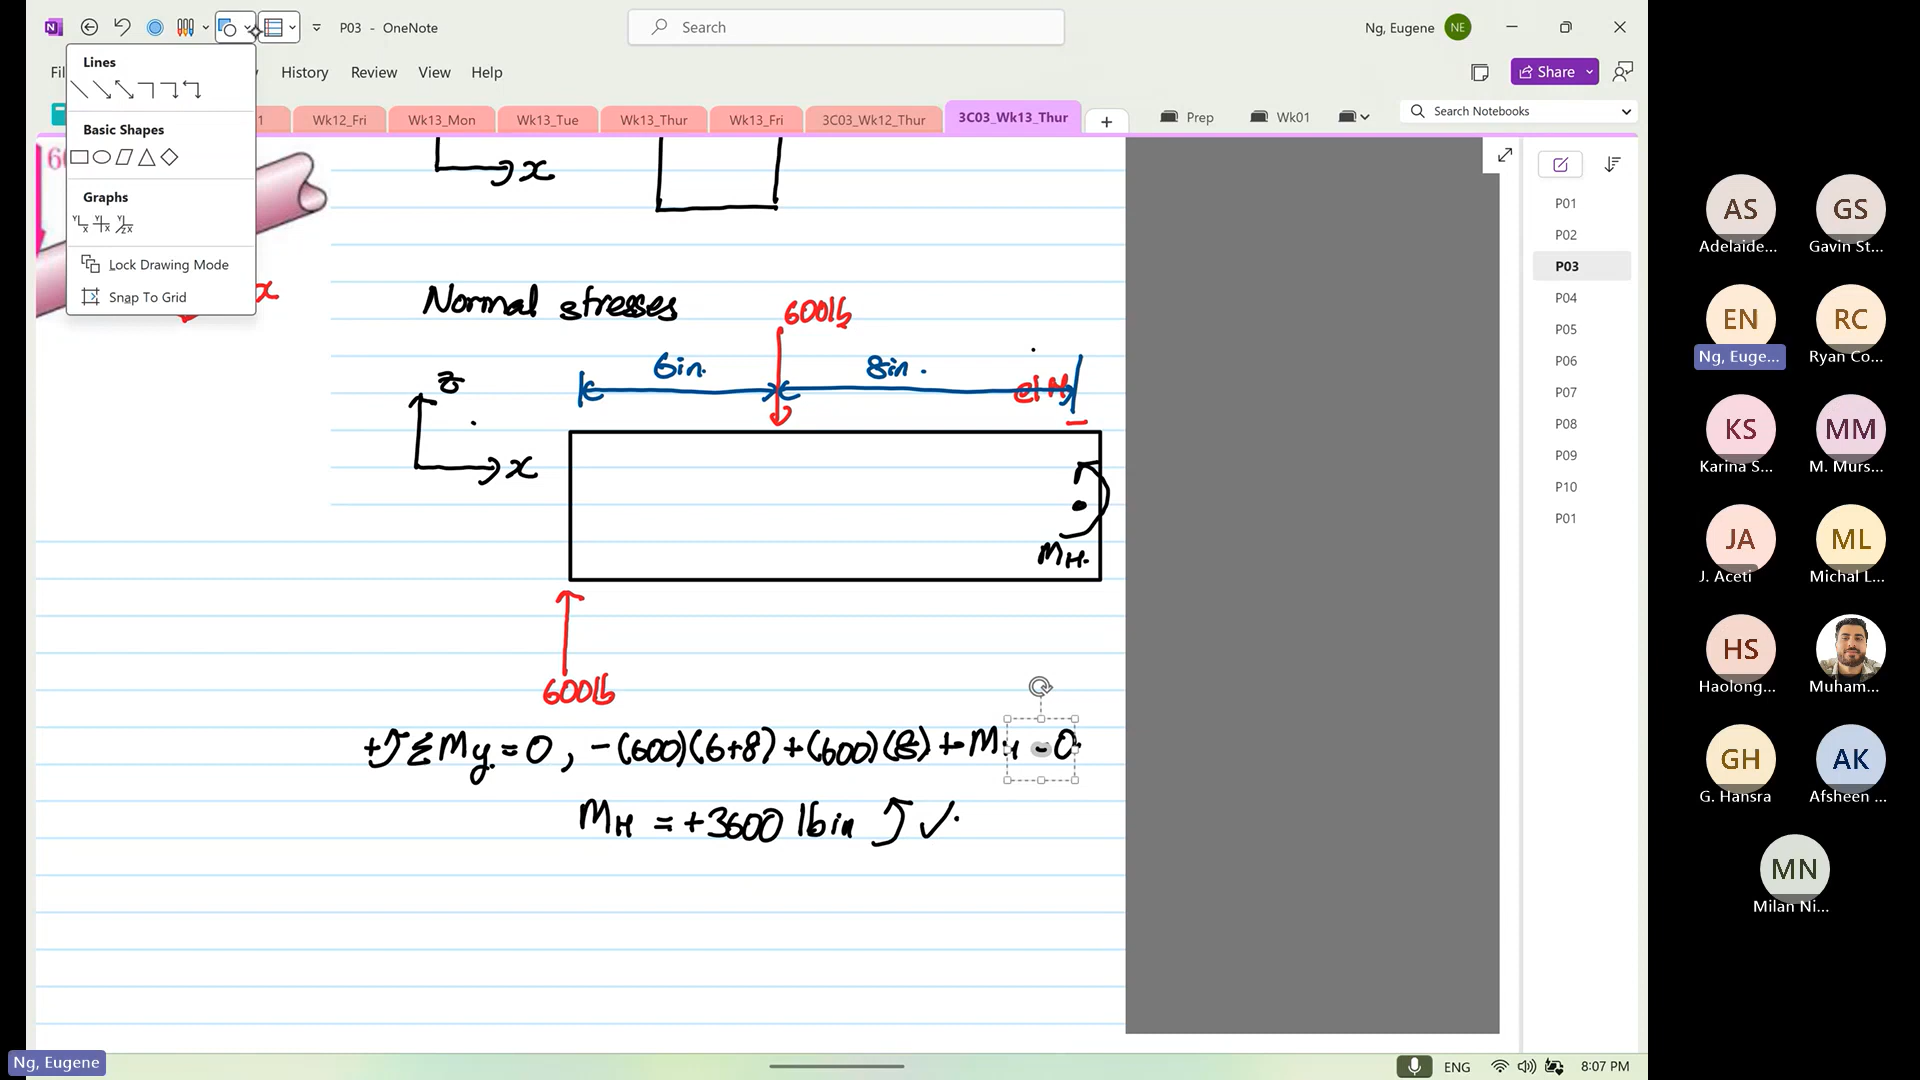 P03 - OneNote
Search
Ng, Eugene
NE
History
Review
View
Help
Share
Lines
Basic Shapes
Graphs
Lock Drawing Mode
Snap To Grid
Wk12_Fri
Wk13_Mon
Wk13_Tue
Wk13_Thur
Wk13_Fri
3C03_Wk12_Thur
3C03_Wk13_Thur
Prep
Wk01
Search Notebooks
x
x
Normal stresses
600lb
6in.
8in.
z
x
MH.
600lb
+ΣMy=0, -(600)(6+8)+(600)(8)+MH -0
MH = +3600 lbin ✓
P01
P02
P03
P04
P05
P06
P07
P08
P09
P10
P01
AS
Adelaide...
GS
Gavin St...
EN
Ng, Euge...
RC
Ryan Co...
KS
Karina S...
MM
M. Murs...
JA
J. Aceti
ML
Michal L...
HS
Haolong...
Muham...
GH
G. Hansra
AK
Afsheen ...
MN
Milan Ni...
Ng, Eugene
ENG
8:07 PM